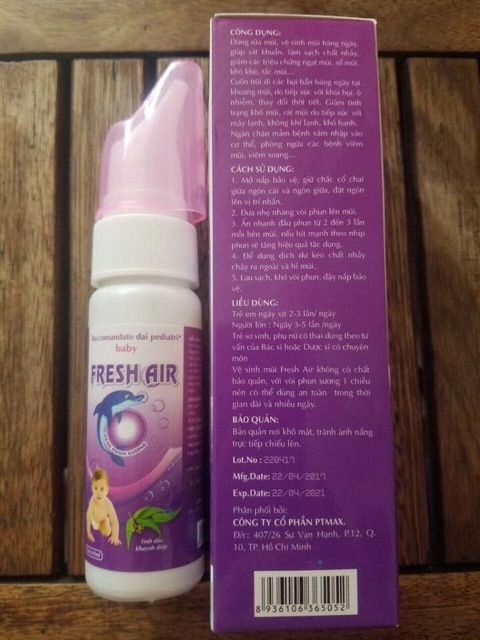 CÔNG DỤNG:
Dùng rửa mũi, vệ sinh mũi hàng ngày,
giúp sát khuẩn, làm sạch chất nhầy,
giảm các triệu chứng ngạt mũi, sổ mũi,
khò khè, tắc mũi...
Cuốn trôi đi các bụi bẩn hàng ngày tại
khoang mũi, do tiếp xúc với khói bụi, ô
nhiễm, thay đổi thời tiết. Giảm tình
trạng khô mũi, rát mũi do tiếp xúc với
máy lạnh, không khí lạnh, khô hanh.
Ngăn chặn mầm bệnh xâm nhập vào
cơ thể, phòng ngừa các bệnh viêm
mũi, viêm xoang...
CÁCH SỬ DỤNG:
1. Mở nắp bảo vệ, giữ chắc cổ chai
giữa ngón cái và ngón giữa, đặt ngón
lên vị trí nhấn.
2. Đưa nhẹ nhàng vòi phun lên mũi.
3. Ấn nhanh đầu phun từ 2 đến 3 lần
mỗi bên mũi, nếu hít mạnh theo nhịp
phun sẽ tăng hiệu quả tác dụng.
4. Để dung dịch dư kéo chất nhầy
chảy ra ngoài và hỉ mũi.
5. Lau sạch, khô vòi phun. đậy nắp bảo
vệ.
LIỀU DÙNG:
Trẻ em ngày xịt 2-3 lần/ ngày
Người lớn : Ngày 3-5 lần /ngày
Trẻ sơ sinh, phụ nữ có thai dùng theo tư
vấn của Bác sĩ hoặc Dược sĩ có chuyên
môn
Vệ sinh mũi Fresh Air không có chất
bảo quản, với vòi phun sương 1 chiều
nên có thể dùng an toàn trong thời
gian dài và nhiều ngày.
BẢO QUẢN:
Bảo quản nơi khô mát, tránh ánh nắng
trực tiếp chiếu lên.
Lot.No : 220417
Mfg.Date: 22/04/2017
Exp.Date: 22/04/2021
Phân phối bởi:
CÔNG TY CỔ PHẦN PTMAX.
Đ/c: 407/26 Sư Vạn Hạnh, P.12, Q.
10, TP. Hồ Chí Minh
8 936106 365052
Raccomandato dai pediatri*
baby
FRESH AIR
Tinh dầu
khuynh diệp